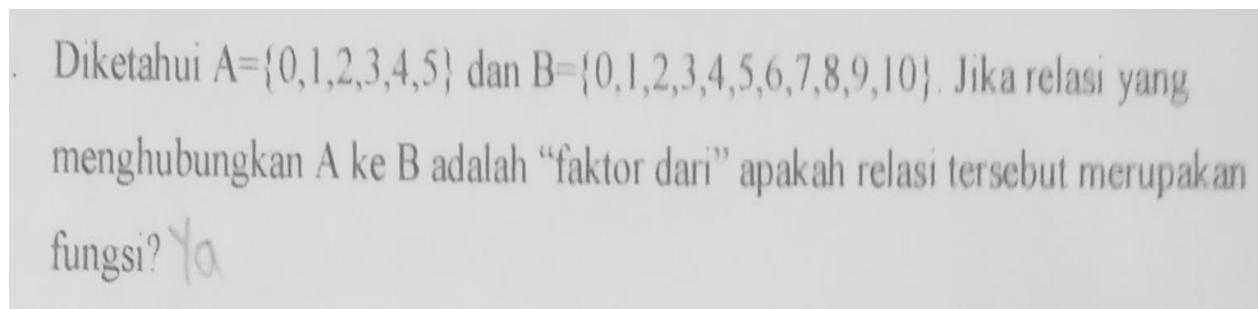 Diketahui A={0,1,2,3,4,5} dan B={0,1,2,3,4,5,6,7,8,9,10}. Jika relasi yang
menghubungkan A ke B adalah “faktor dari” apakah relasi tersebut merupakan
fungsi? Ya